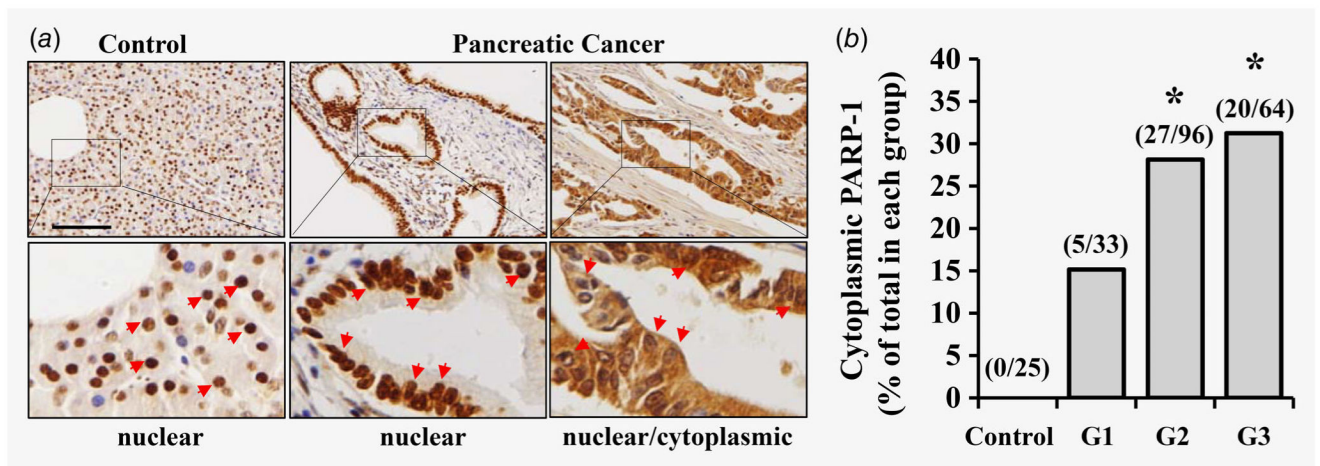 (a)
Control
Pancreatic Cancer
nuclear
nuclear
nuclear/cytoplasmic
(b)
Cytoplasmic PARP-1
(% of total in each group)
40
35
30
25
20
15
10
5
0
(0/25)
(5/33)
*
(27/96)
*
(20/64)
Control
G1
G2
G3